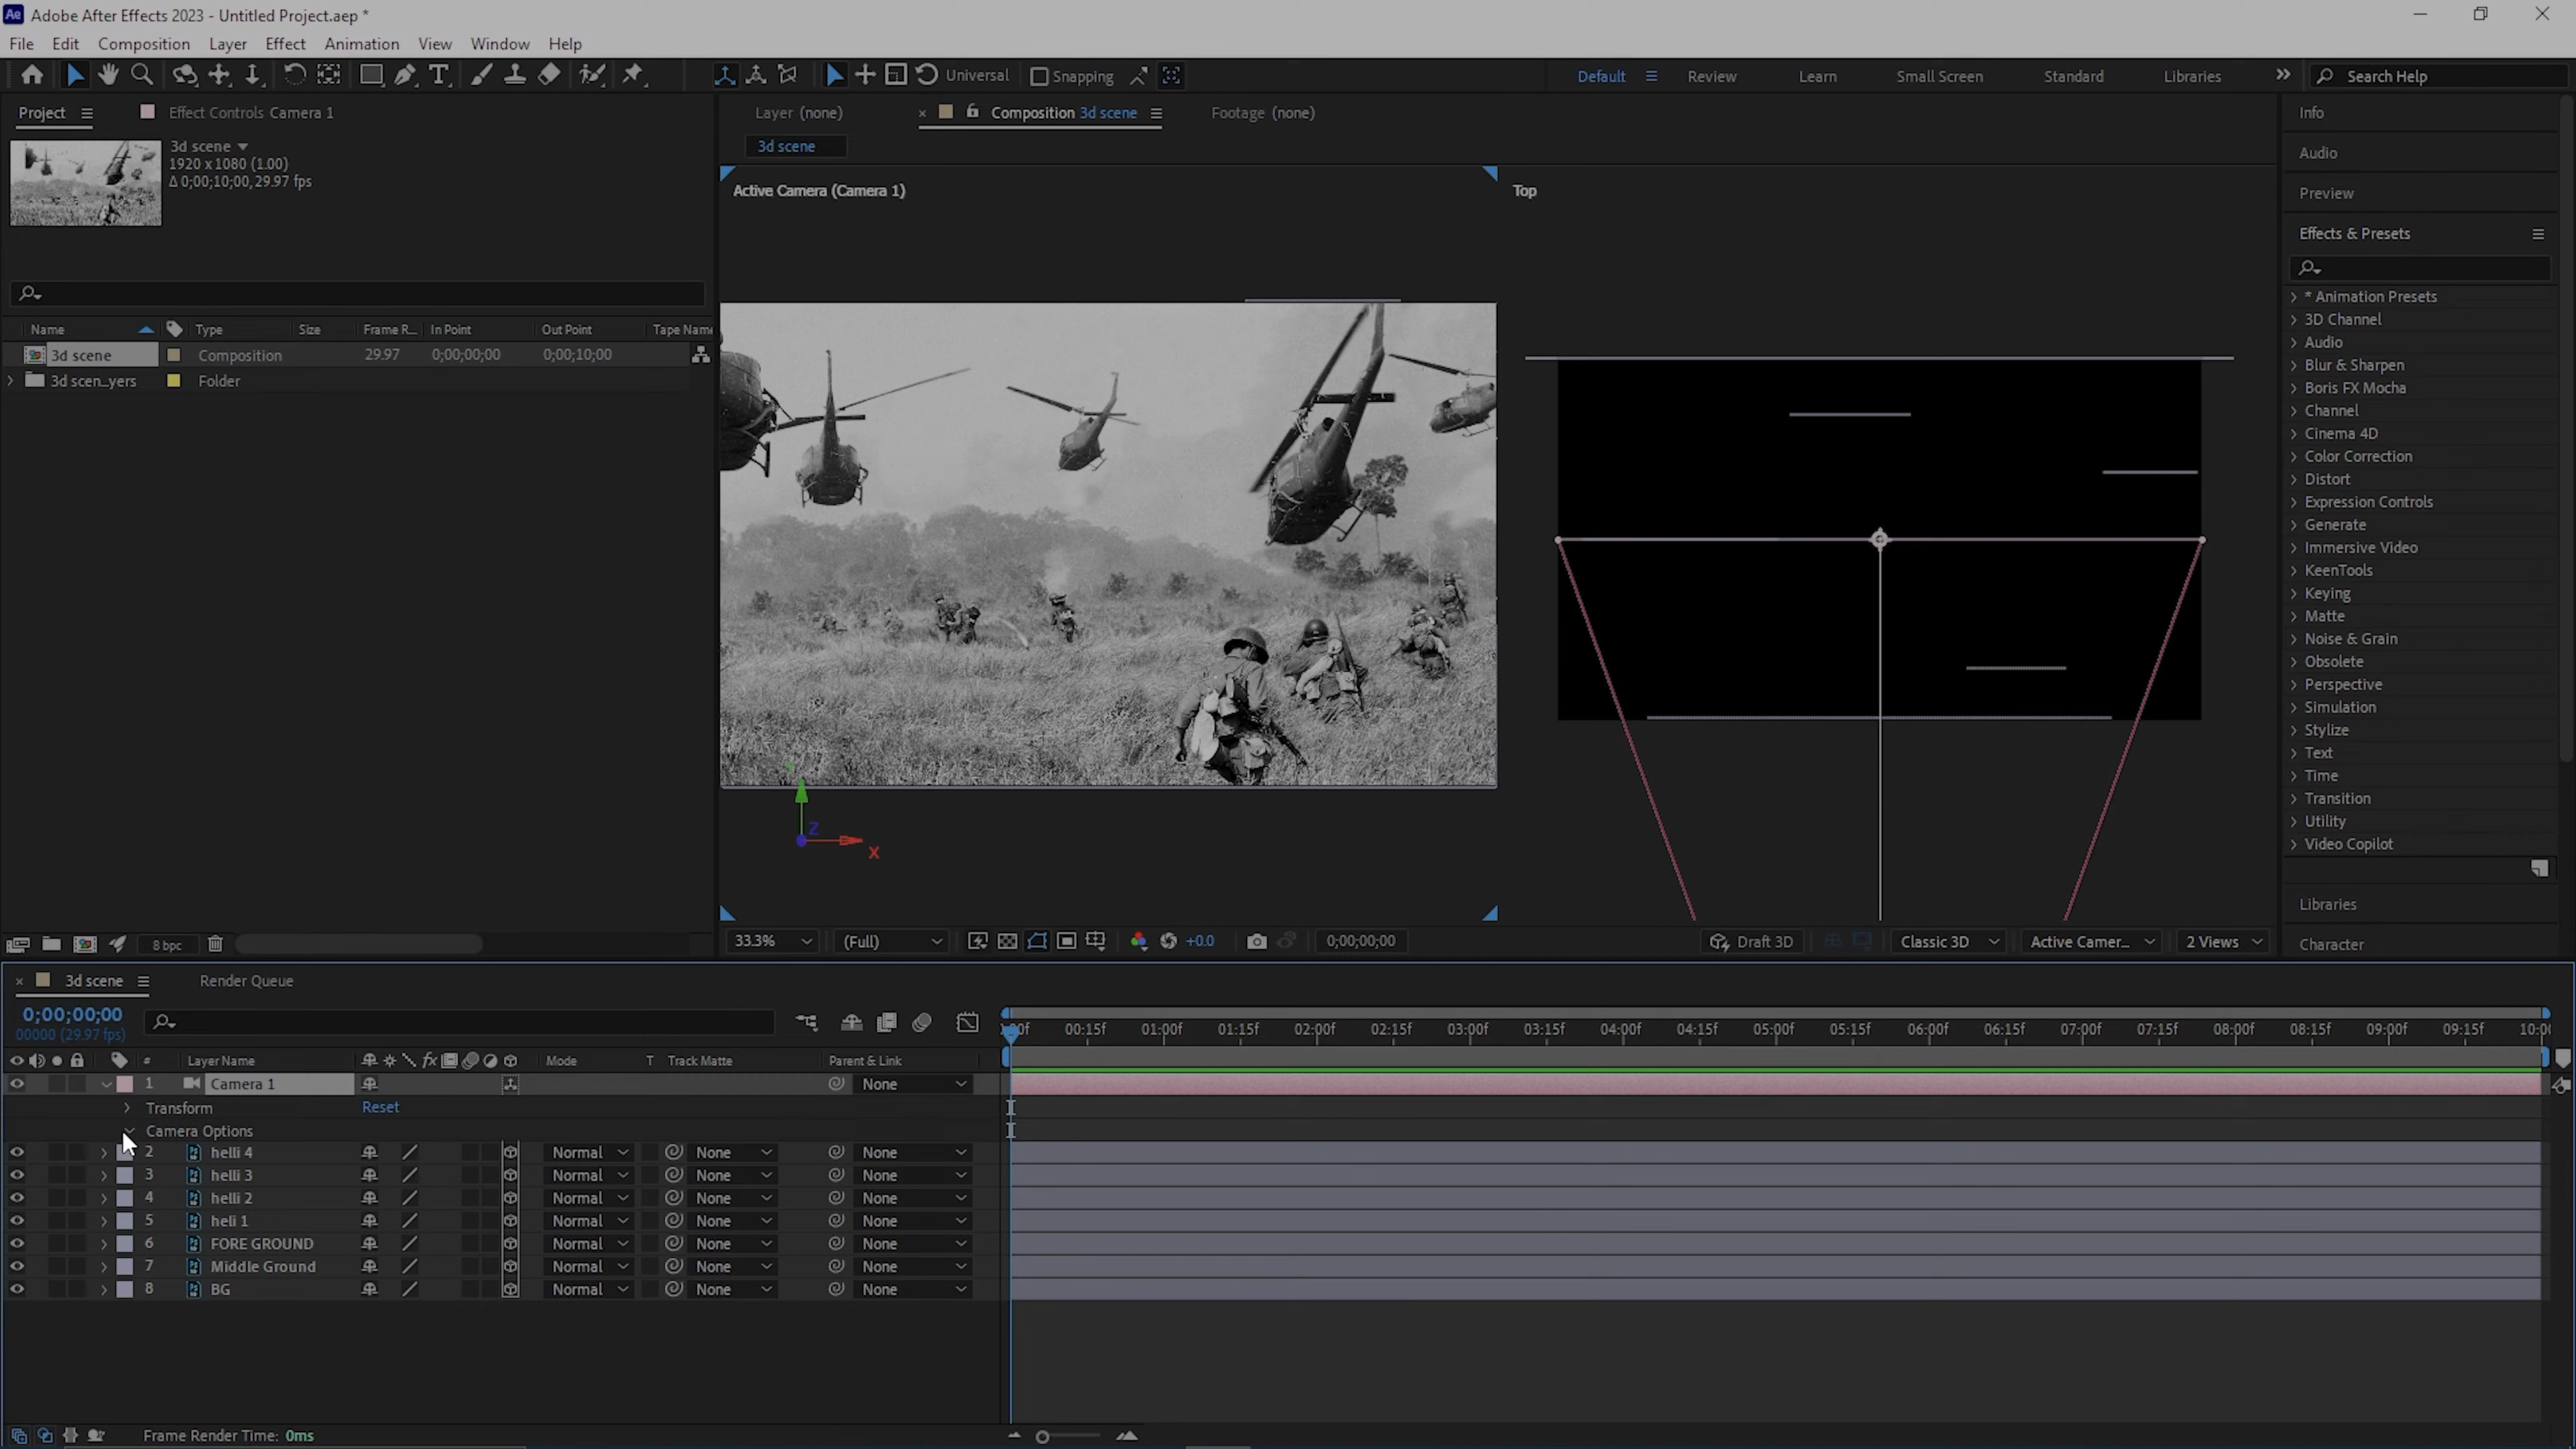 Ae Adobe After Effects 2023 - Untitled Project.aep *
File Edit Composition Layer Effect Animation View Window Help
Universal Snapping Default Review Learn Small Screen Standard Libraries Search Help
Project Effect Controls Camera 1
3d scene
1920 x 1080 (1.00)
Δ 0;00;10;00, 29.97 fps
Name Type Size Frame R... In Point Out Point Tape Name
3d scene Composition 29.97 0;00;00;00 0;00;10;00
3d scen_yers Folder
8 bpc
Layer (none) Composition 3d scene Footage (none)
3d scene
Active Camera (Camera 1) Top
Z
X
33.3% (Full) +0.0 0;00;00;00 Draft 3D Classic 3D Active Camer... 2 Views
Info
Audio
Preview
Effects & Presets
* Animation Presets
3D Channel
Audio
Blur & Sharpen
Boris FX Mocha
Channel
Cinema 4D
Color Correction
Distort
Expression Controls
Generate
Immersive Video
KeenTools
Keying
Matte
Noise & Grain
Obsolete
Perspective
Simulation
Stylize
Text
Time
Transition
Utility
Video Copilot
Libraries
Character
3d scene Render Queue
0;00;00;00
00000 (29.97 fps)
00f 00:15f 01:00f 01:15f 02:00f 02:15f 03:00f 03:15f 04:00f 04:15f 05:00f 05:15f 06:00f 06:15f 07:00f 07:15f 08:00f 08:15f 09:00f 09:15f 10:00
# Layer Name fx Mode T Track Matte Parent & Link
1 Camera 1 None
Transform Reset
Camera Options
2 helli 4 Normal None None
3 helli 3 Normal None None
4 helli 2 Normal None None
5 heli 1 Normal None None
6 FORE GROUND Normal None None
7 Middle Ground Normal None None
8 BG Normal None None
Frame Render Time: 0ms